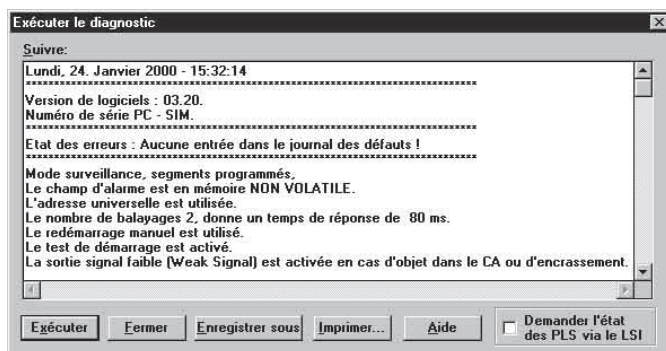 Exécuter le diagnostic
Suivre:
Lundi, 24. Janvier 2000 - 15:32:14
******************************************************************************
Version de logiciels : 03.20.
Numéro de série PC - SIM.
******************************************************************************
Etat des erreurs : Aucune entrée dans le journal des défauts !
******************************************************************************
Mode surveillance, segments programmés,
Le champ d'alarme est en mémoire NON VOLATILE.
L'adresse universelle est utilisée.
Le nombre de balayages 2, donne un temps de réponse de 80 ms.
Le redémarrage manuel est utilisé.
Le test de démarrage est activé.
La sortie signal faible (Weak Signal) est activée en cas d'objet dans le CA ou d'encrassement.
Exécuter Fermer Enregistrer sous Imprimer... Aide
Demander l'état
des PLS via le LSI